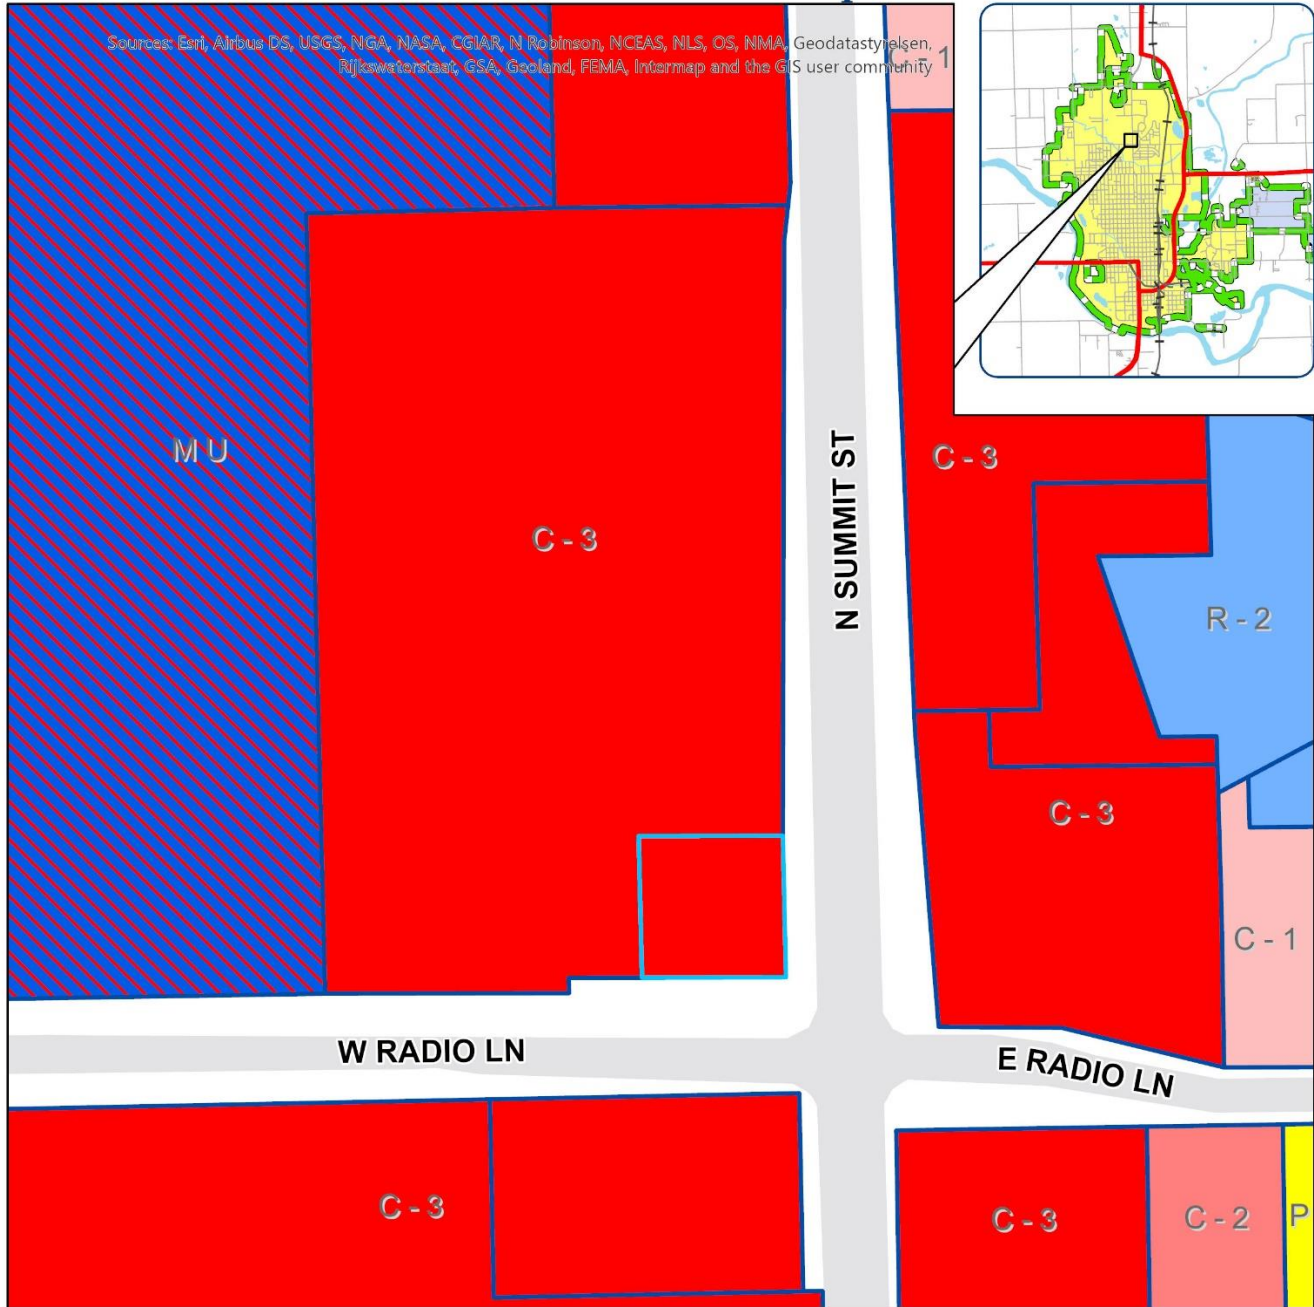 Sources: Esri, Airbus DS, USGS, NGA, NASA, CGIAR, N Robinson, NCEAS, NLS, OS, NMA, Geodatastyrelsen,
Rijkswaterstaat, GSA, Geoland, FEMA, Intermap and the GIS user community
C - 1
M U
C - 3
N SUMMIT ST
C - 3
R - 2
C - 3
C - 1
W RADIO LN
E RADIO LN
C - 3
C - 3
C - 2
P